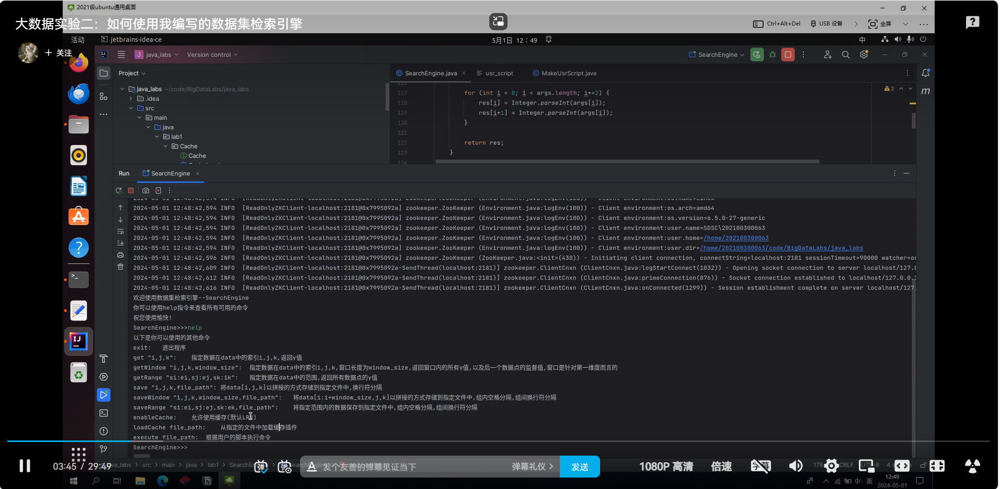 2021级ubuntu通用桌面
大数据实验二：如何使用我编写的数据集检索引擎
Ctrl+Alt+Del
USB 设备
全屏
+ 关注
活动
jetbrains-idea-ce
5月1日 12：49
中
java_labs
Version control
SearchEngine
Project
SearchEngine.java
usr_script
MakeUsrScript.java
java_labs ~/code/BigDataLabs/java_labs
.idea
src
main
java
lab1
Cache
Cache
2
117 for (int i = 0; i < args.length; i+=2) {
118 res[i] = Integer.parseInt(args[i]);
119 res[i+1] = Integer.parseInt(args[i]);
120 }
121
122 return res;
123 }
124
Run
SearchEngine
2024-05-01 12:48:42,594 INFO [ReadOnlyZKClient-localhost:2181@0x7995092a] zookeeper.ZooKeeper (Environment.java:logEnv(100)) - Client environment:os.name=Linux
2024-05-01 12:48:42,594 INFO [ReadOnlyZKClient-localhost:2181@0x7995092a] zookeeper.ZooKeeper (Environment.java:logEnv(100)) - Client environment:os.arch=amd64
2024-05-01 12:48:42,594 INFO [ReadOnlyZKClient-localhost:2181@0x7995092a] zookeeper.ZooKeeper (Environment.java:logEnv(100)) - Client environment:os.version=6.5.0-27-generic
2024-05-01 12:48:42,594 INFO [ReadOnlyZKClient-localhost:2181@0x7995092a] zookeeper.ZooKeeper (Environment.java:logEnv(100)) - Client environment:user.name=SDSC\202100300063
2024-05-01 12:48:42,594 INFO [ReadOnlyZKClient-localhost:2181@0x7995092a] zookeeper.ZooKeeper (Environment.java:logEnv(100)) - Client environment:user.home=/home/202100300063
2024-05-01 12:48:42,594 INFO [ReadOnlyZKClient-localhost:2181@0x7995092a] zookeeper.ZooKeeper (Environment.java:logEnv(100)) - Client environment:user.dir=/home/202100300063/code/BigDataLabs/java_labs
2024-05-01 12:48:42,596 INFO [ReadOnlyZKClient-localhost:2181@0x7995092a] zookeeper.ZooKeeper (ZooKeeper.java:<init>(438)) - Initiating client connection, connectString=localhost:2181 sessionTimeout=90000 watcher=or
2024-05-01 12:48:42,609 INFO [ReadOnlyZKClient-localhost:2181@0x7995092a-SendThread(localhost:2181)] zookeeper.ClientCnxn (ClientCnxn.java:logStartConnect(1032)) - Opening socket connection to server localhost/127.0
2024-05-01 12:48:42,612 INFO [ReadOnlyZKClient-localhost:2181@0x7995092a-SendThread(localhost:2181)] zookeeper.ClientCnxn (ClientCnxn.java:primeConnection(876)) - Socket connection established to localhost/127.0.0.1
2024-05-01 12:48:42,616 INFO [ReadOnlyZKClient-localhost:2181@0x7995092a-SendThread(localhost:2181)] zookeeper.ClientCnxn (ClientCnxn.java:onConnected(1299)) - Session establishment complete on server localhost/127.
欢迎使用数据集检索引擎--SearchEngine
你可以使用help指令来查看所有可用的命令
祝您使用愉快!
SearchEngine>>>help
以下是你可以使用的其他命令
exit: 退出程序
get "i,j,k": 指定数据在data中的索引i,j,k,返回y值
getWindow "i,j,k,window_size": 指定数据在data中的索引i,j,k,窗口长度为window_size,返回窗口内的所有y值,以及后一个数据点的监督值,窗口是针对第一维度而言的
getRange "si:ei,sj:ej,sk:ik": 指定数据在data中的范围,返回所有数据点的y值
save "i,j,k,file_path": 将data[i,j,k]以拼接的方式存储到指定文件中,换行符分隔
saveWindow "i,j,k,window_size,file_path": 将data[i:i+window_size,j,k]以拼接的方式存储到指定文件中,组内空格分隔,组间换行符分隔
saveRange "si:ei,sj:ej,sk:ek,file_path": 将指定范围内的数据保存到指定文件中,组内空格分隔,组间换行符分隔
enableCache: 允许使用缓存(默认LRU)
loadCache file_path: 从指定的文件中加载缓存插件
execute file_path: 根据用户的脚本执行命令
SearchEngine>>>
03:45 / 29:49
java_labs > src > main > java > lab1 > SearchEngine
发个友善的弹幕见证当下
弹幕礼仪
发送
1080P 高清
倍速
字幕
CRLF
UTF-8
英
12:49
2024-05-01